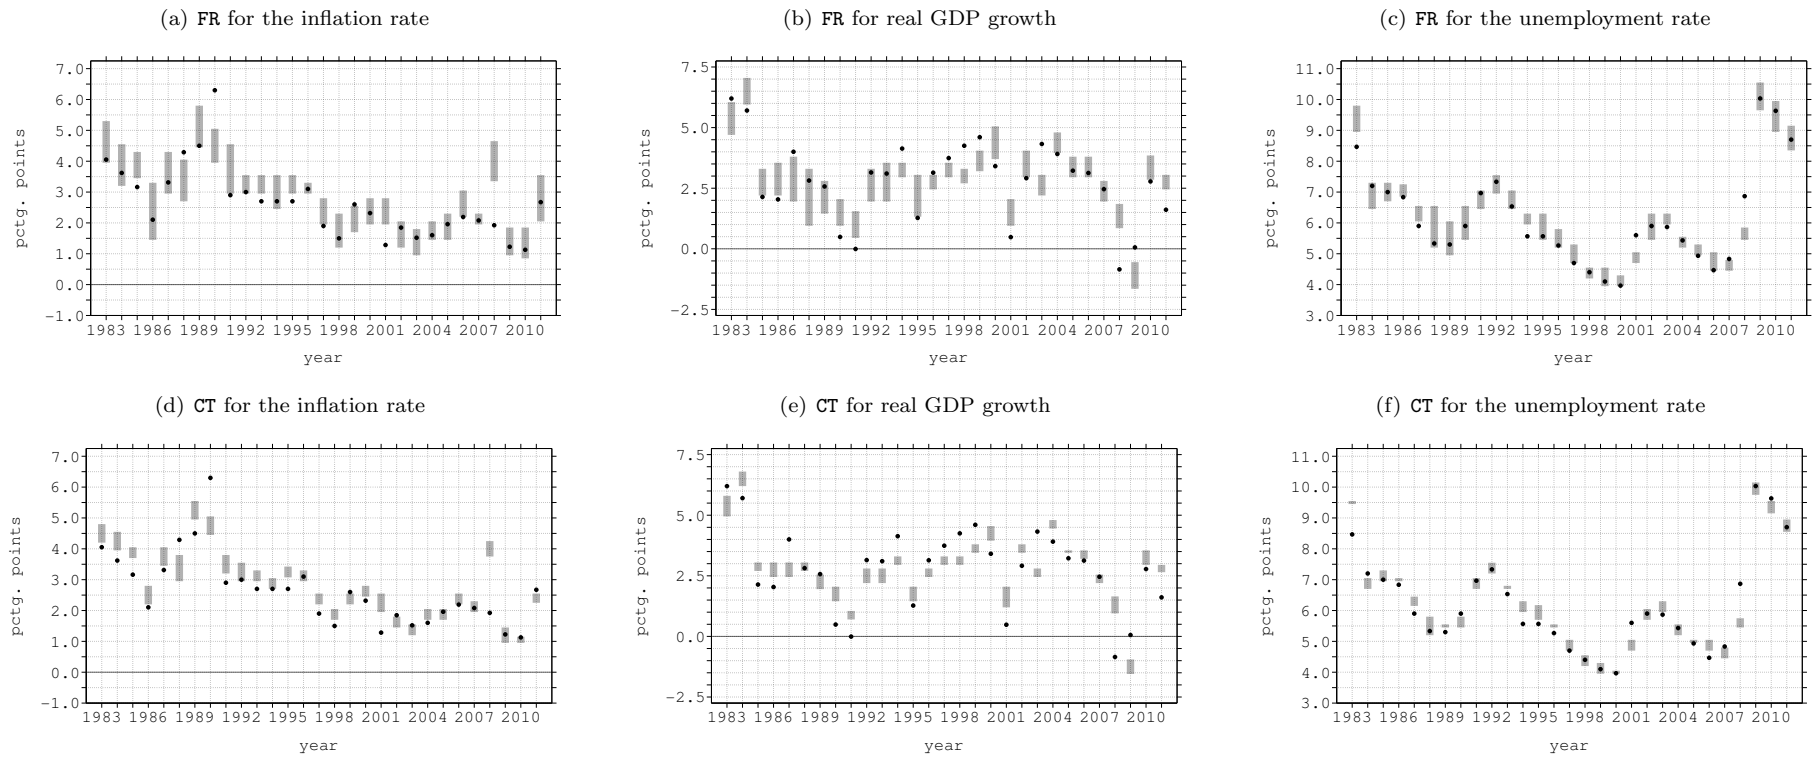 (a) FR for the inflation rate
(b) FR for real GDP growth
(c) FR for the unemployment rate
7.0
6.0
5.0
4.0
3.0
2.0
1.0
0.0
−1.0
pctg. points
1983 1986 1989 1992 1995 1998 2001 2004 2007 2010
year
7.5
5.0
2.5
0.0
−2.5
pctg. points
1983 1986 1989 1992 1995 1998 2001 2004 2007 2010
year
11.0
10.0
9.0
8.0
7.0
6.0
5.0
4.0
3.0
pctg. points
1983 1986 1989 1992 1995 1998 2001 2004 2007 2010
year
(d) CT for the inflation rate
(e) CT for real GDP growth
(f) CT for the unemployment rate
7.0
6.0
5.0
4.0
3.0
2.0
1.0
0.0
−1.0
pctg. points
1983 1986 1989 1992 1995 1998 2001 2004 2007 2010
year
7.5
5.0
2.5
0.0
−2.5
pctg. points
1983 1986 1989 1992 1995 1998 2001 2004 2007 2010
year
11.0
10.0
9.0
8.0
7.0
6.0
5.0
4.0
3.0
pctg. points
1983 1986 1989 1992 1995 1998 2001 2004 2007 2010
year